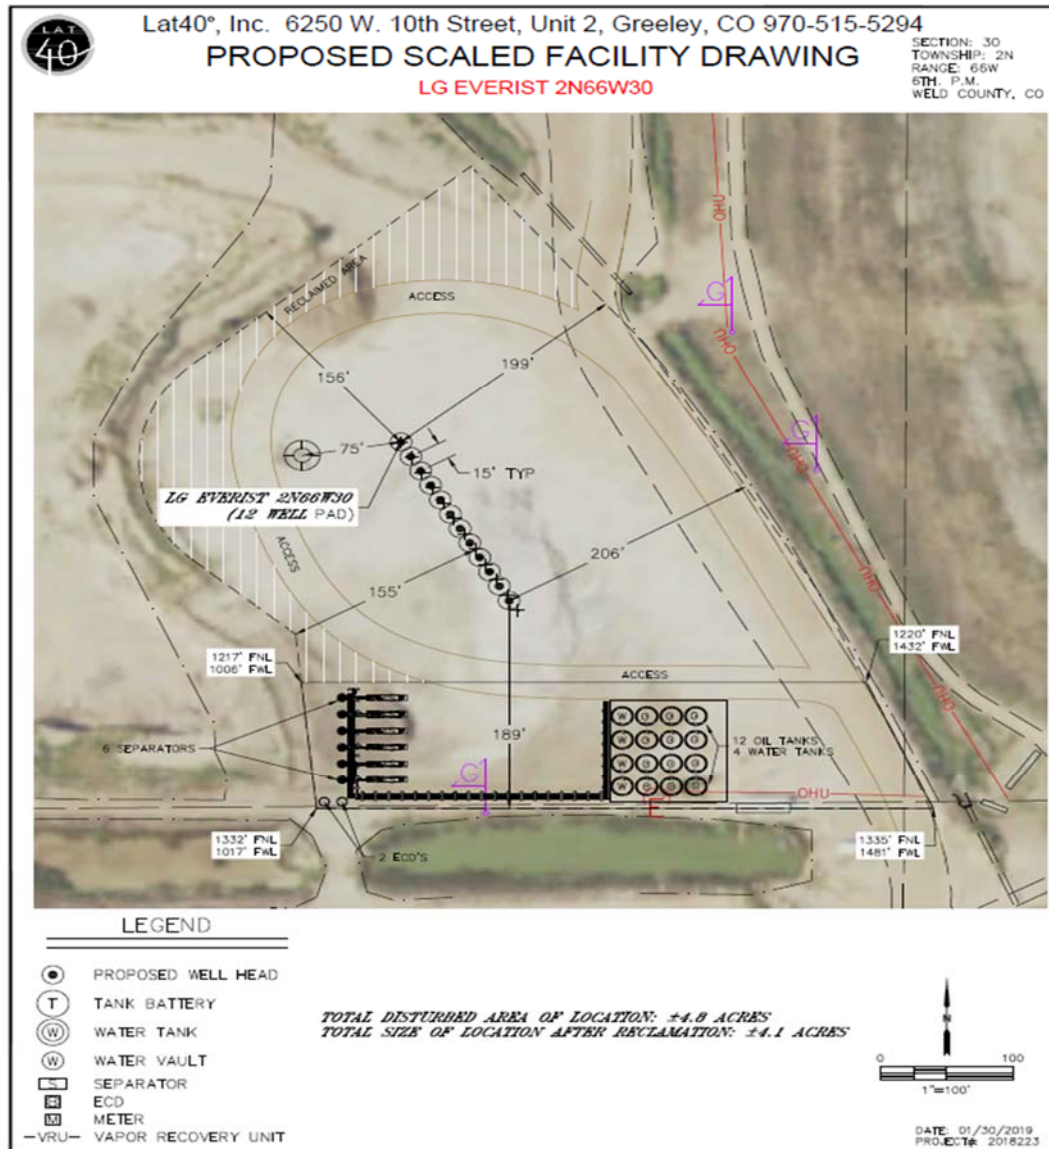 LAT
40
Lat40°, Inc. 6250 W. 10th Street, Unit 2, Greeley, CO 970-515-5294
PROPOSED SCALED FACILITY DRAWING
LG EVERIST 2N66W30
SECTION: 30
TOWNSHIP: 2N
RANGE: 66W
6TH. P.M.
WELD COUNTY, CO
OHU
RECLAIMED AREA
ACCESS
G
OHU
156'
199'
G
OHU
75'
15' TYP
LG EVERIST 2N66W30
(12 WELL PAD)
ACCESS
206'
OHU
155'
1217' FNL
1006' FWL
1220' FNL
1432' FWL
ACCESS
OHU
6 SEPARATORS
189'
W
W
W
W
12 OIL TANKS
4 WATER TANKS
G
E
OHU
1332' FNL
1017' FWL
2 ECD'S
1335' FNL
1481' FWL
LEGEND
PROPOSED WELL HEAD
T TANK BATTERY
W WATER TANK
W WATER VAULT
S SEPARATOR
ECD
M METER
—VRU— VAPOR RECOVERY UNIT
TOTAL DISTURBED AREA OF LOCATION: ±4.8 ACRES
TOTAL SIZE OF LOCATION AFTER RECLAMATION: ±4.1 ACRES
N
0 100
1"=100'
DATE: 01/30/2019
PROJECT#: 2018223